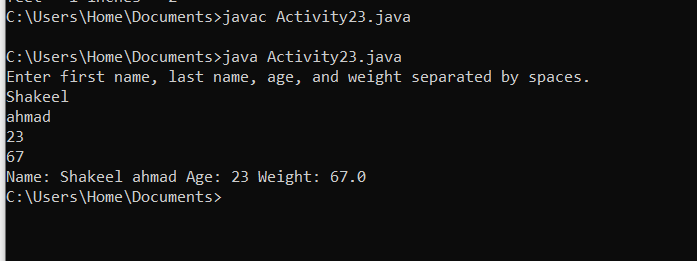 C:\Users\Home\Documents>javac Activity23.java
C:\Users\Home\Documents>java Activity23.java
Enter first name, last name, age, and weight separated by spaces.
Shakeel
ahmad
23
67
Name: Shakeel ahmad Age: 23 Weight: 67.0
C:\Users\Home\Documents>